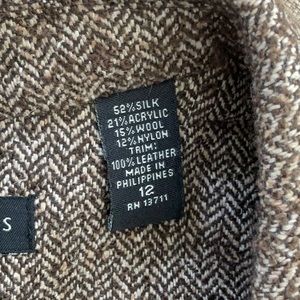 52%SILK
21%ACRYLIC
15%WOOL
12%NYLON
TRIM:
100%LEATHER
MADE IN
PHILIPPINES
12
RN 13711
S